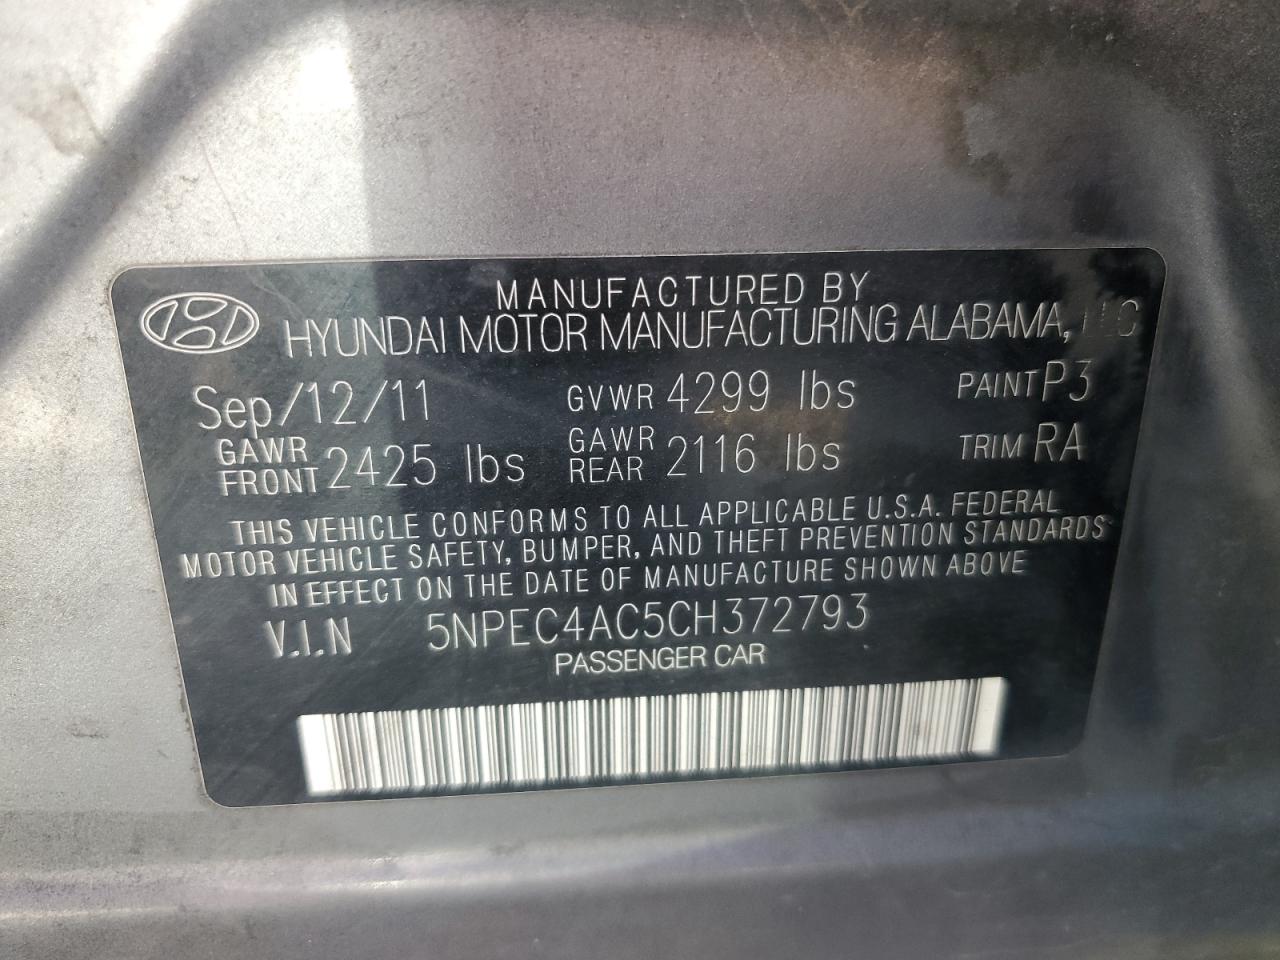 MANUFACTURED BY
HYUNDAI MOTOR MANUFACTURING ALABAMA, LLC
Sep/12/11 GVWR 4299 lbs PAINT P3
GAWR FRONT 2425 lbs GAWR REAR 2116 lbs TRIM RA
THIS VEHICLE CONFORMS TO ALL APPLICABLE U.S.A. FEDERAL
MOTOR VEHICLE SAFETY, BUMPER, AND THEFT PREVENTION STANDARDS
IN EFFECT ON THE DATE OF MANUFACTURE SHOWN ABOVE
V.I.N 5NPEC4AC5CH372793
PASSENGER CAR